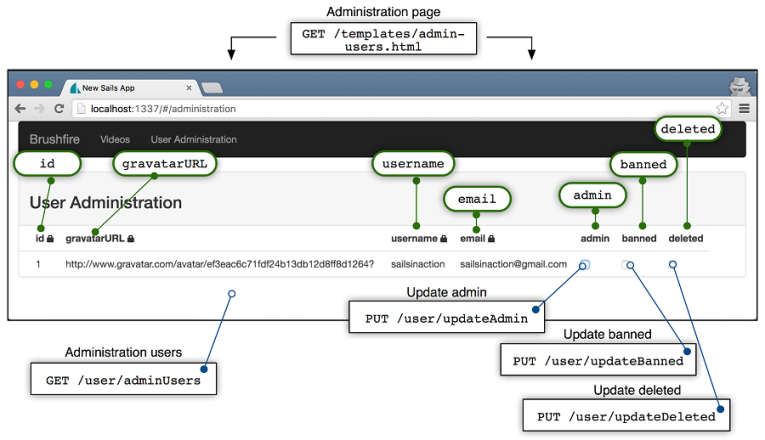 Administration page
GET /templates/admin-
users.html
New Sails App
localhost:1337/#/administration
Brushfire Videos User Administration
deleted
id gravatarURL username banned
email admin
User Administration
id gravatarURL username email admin banned deleted
1 http://www.gravatar.com/avatar/ef3eac6c71fdf24b13db12d8ff8d1264? sailsinaction sailsinaction@gmail.com
Update admin
PUT /user/updateAdmin
Update banned
PUT /user/updateBanned
Administration users
GET /user/adminUsers
Update deleted
PUT /user/updateDeleted